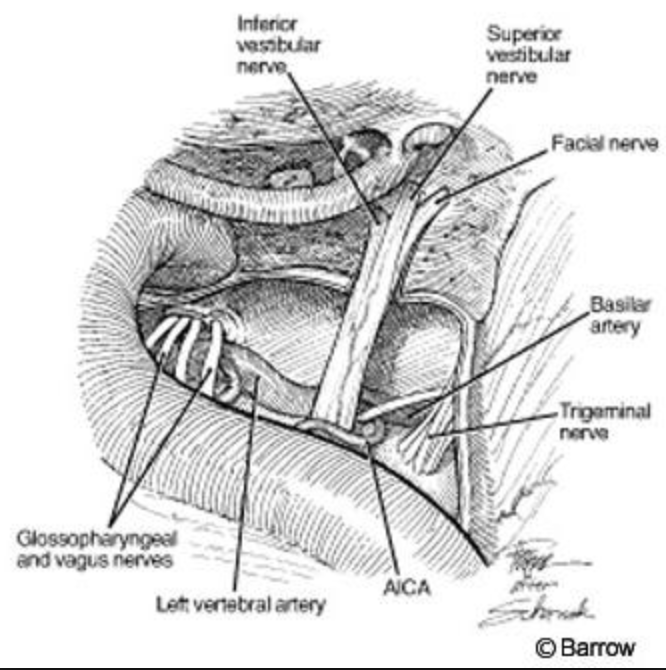 Inferior
vestibular
nerve
Superior
vestibular
nerve
Facial nerve
Basilar
artery
Trigeminal
nerve
Glossopharyngeal
and vagus nerves
Left vertebral artery
AICA
© Barrow